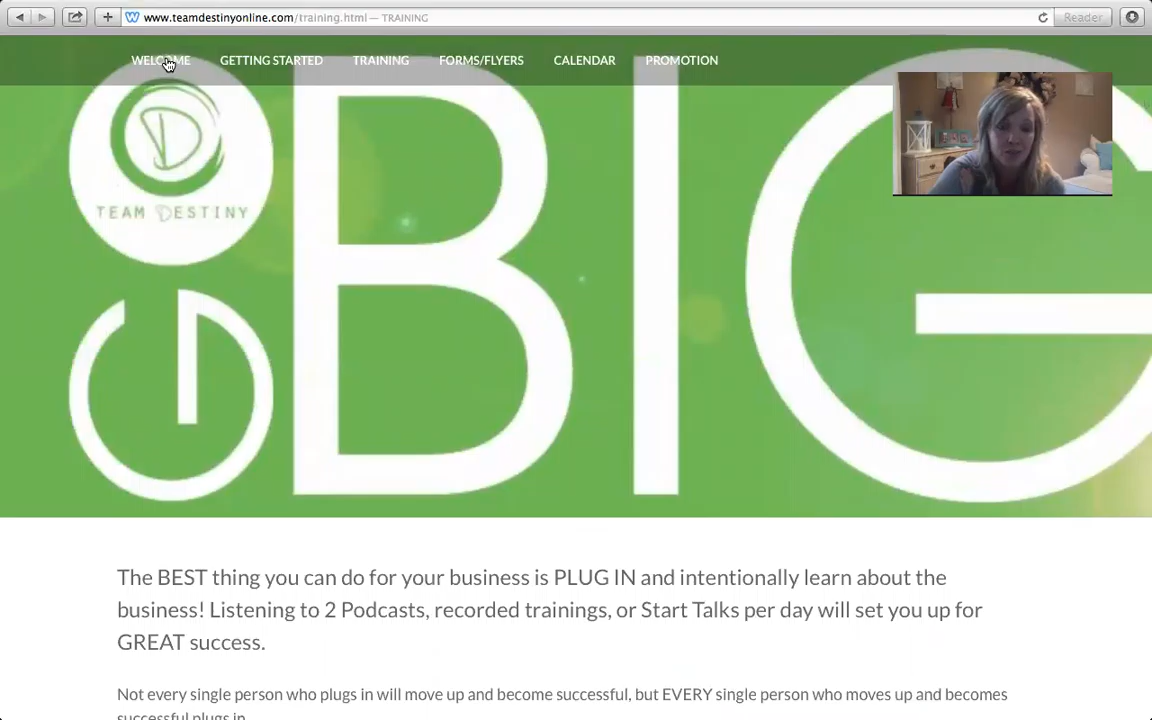 www.teamdestinyonline.com/training.html — TRAINING
Reader
WELCOME GETTING STARTED TRAINING FORMS/FLYERS CALENDAR PROMOTION
D
TEAM DESTINY
GO BIG
The BEST thing you can do for your business is PLUG IN and intentionally learn about the
business! Listening to 2 Podcasts, recorded trainings, or Start Talks per day will set you up for
GREAT success.
Not every single person who plugs in will move up and become successful, but EVERY single person who moves up and becomes
successful plugs in.